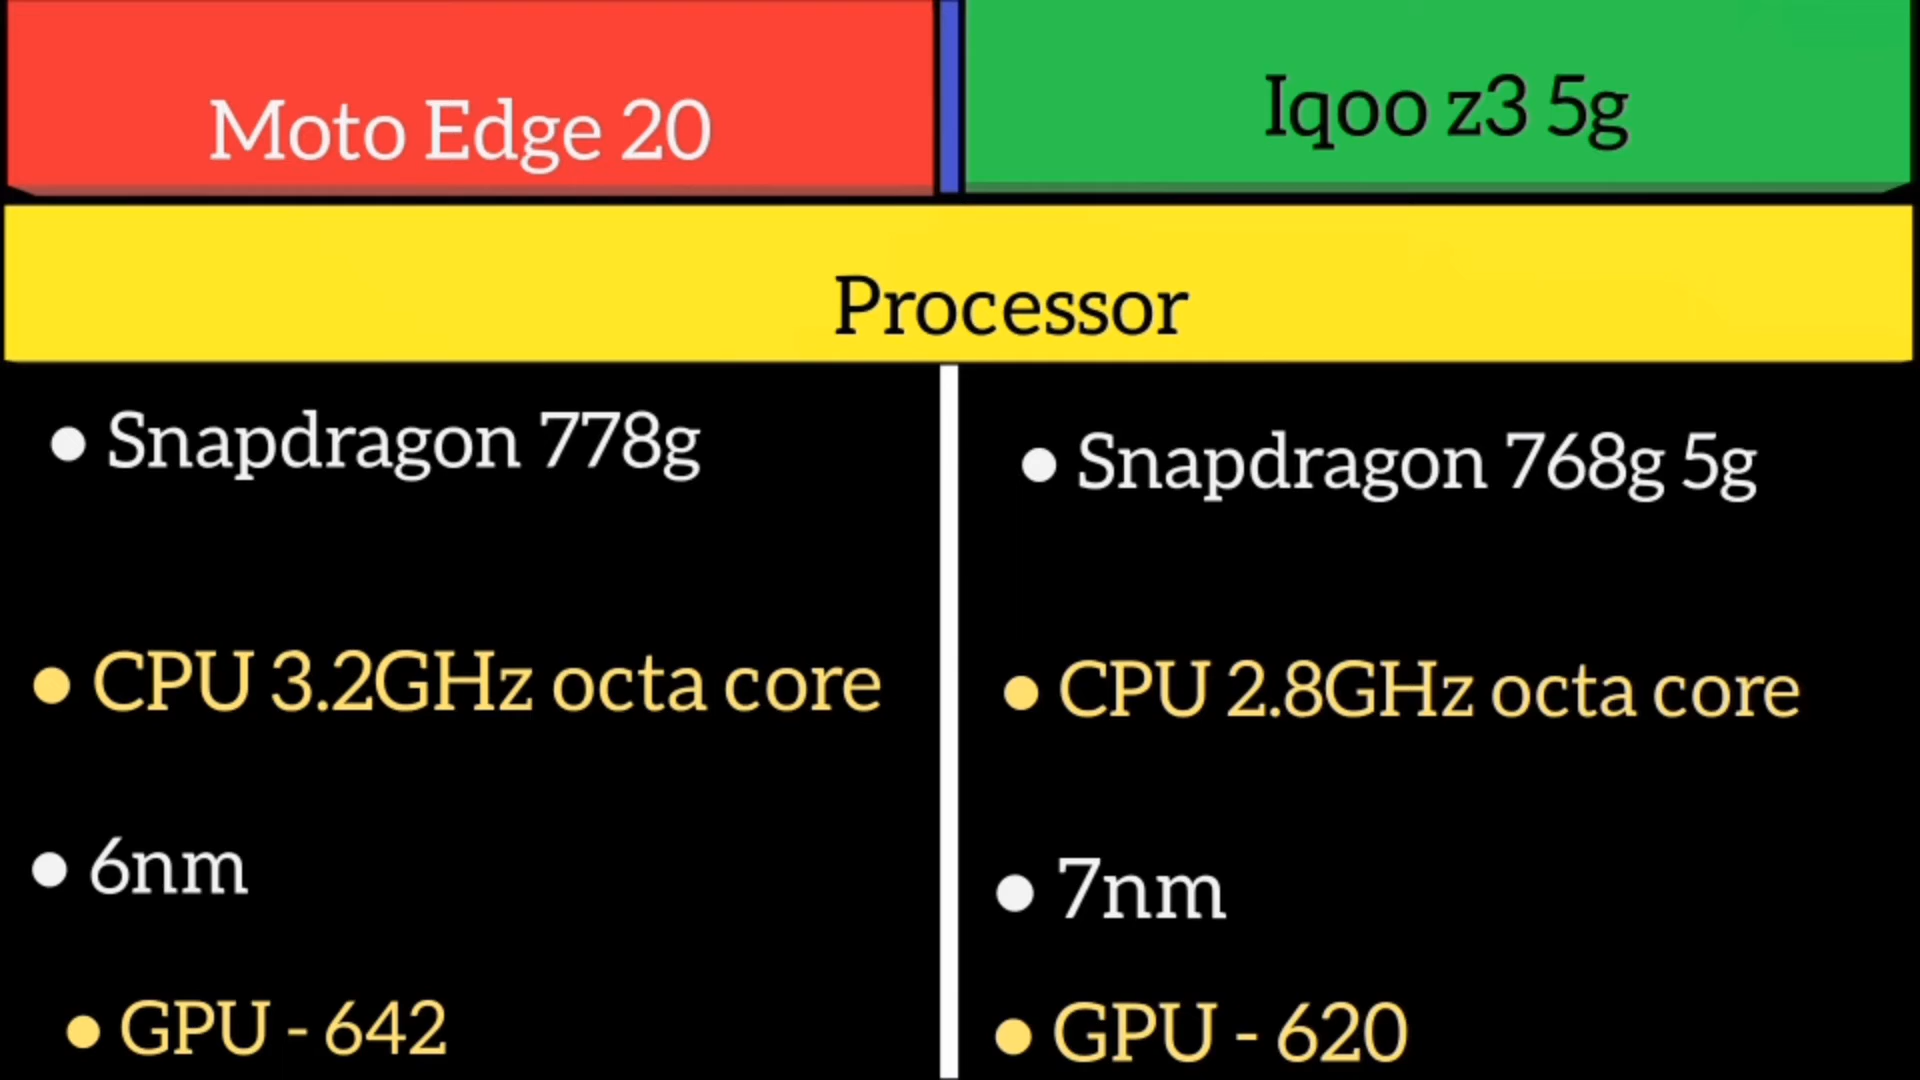 Moto Edge 20
Iqoo z3 5g
Processor
• Snapdragon 778g
• CPU 3.2GHz octa core
• 6nm
• GPU - 642
• Snapdragon 768g 5g
• CPU 2.8GHz octa core
• 7nm
• GPU - 620